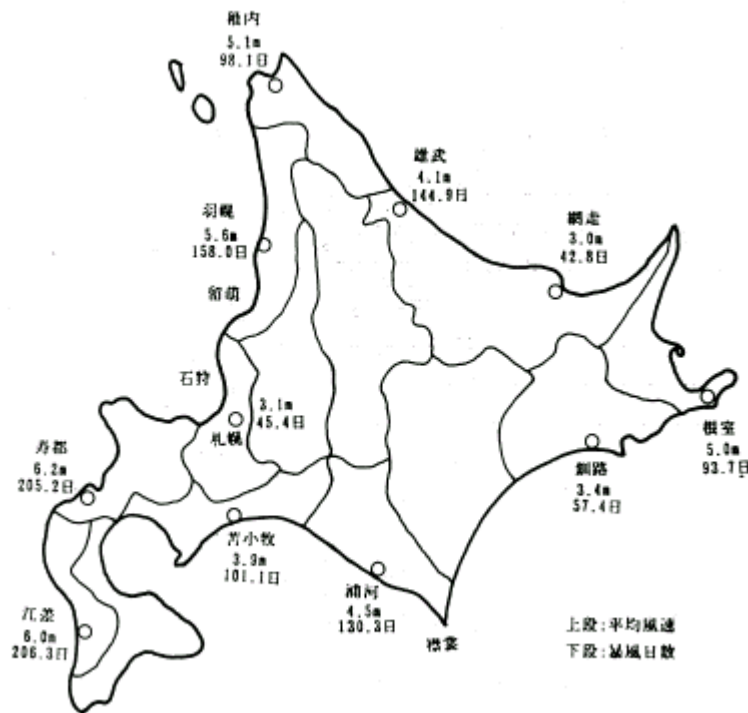 稚内
5.1m
98.1日
雄武
4.1m
144.9日
網走
3.0m
42.8日
羽幌
5.6m
158.0日
留萌
石狩
3.1m
45.4日
札幌
寿都
6.2m
205.2日
根室
5.0m
93.7日
釧路
3.4m
57.4日
苫小牧
3.9m
101.1日
浦河
4.5m
130.3日
襟裳
江差
6.0m
206.3日
上段:平均風速
下段:暴風日数